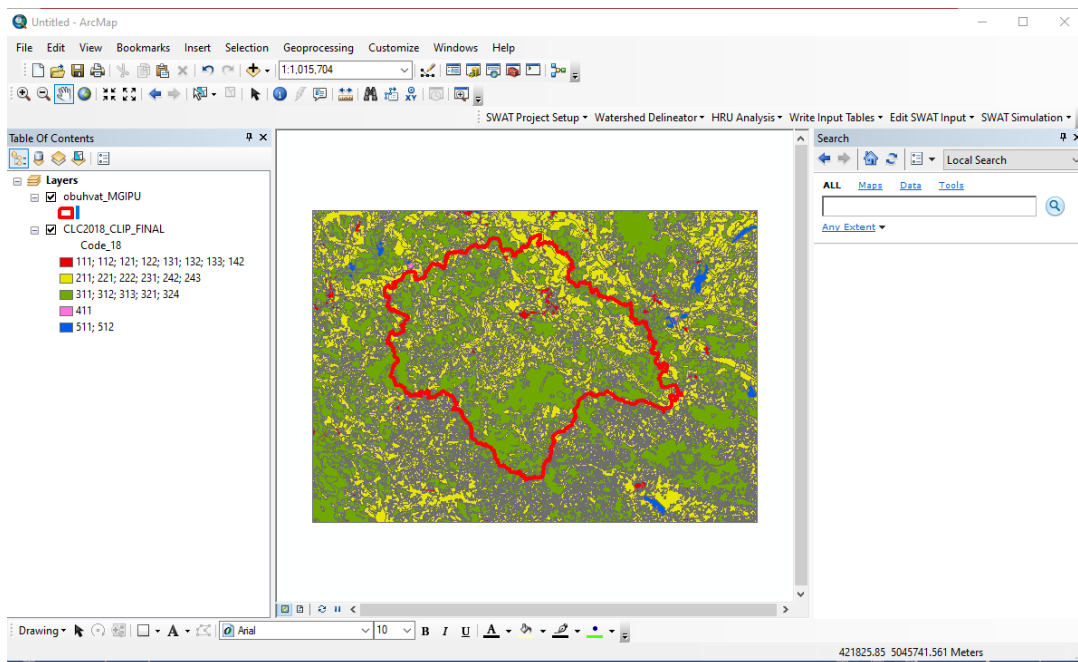 Untitled - ArcMap
File Edit View Bookmarks Insert Selection Geoprocessing Customize Windows Help
1:1,015,704
SWAT Project Setup Watershed Delineator HRU Analysis Write Input Tables Edit SWAT Input SWAT Simulation
Table Of Contents
Layers
obuhvat_MGIPU
CLC2018_CLIP_FINAL
Code_18
111; 112; 121; 122; 131; 132; 133; 142
211; 221; 222; 231; 242; 243
311; 312; 313; 321; 324
411
511; 512
Search
Local Search
ALL Maps Data Tools
Any Extent
Drawing A Arial 10 B I U A
421825.85 5045741.561 Meters